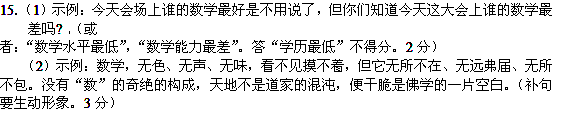 15.（1）示例：今天会场上谁的数学最好是不用说了，但你们知道今天这大会上谁的数学最
差吗？.（或
者：“数学水平最低”，“数学能力最差”。答“学历最低”不得分。2 分）
（2）示例：数学，无色、无声、无味，看不见摸不着，但它无所不在、无远弗届、无所
不包。没有“数”的奇绝的构成，天地不是道家的混沌，便干脆是佛学的一片空白。（补句
要生动形象。3 分）